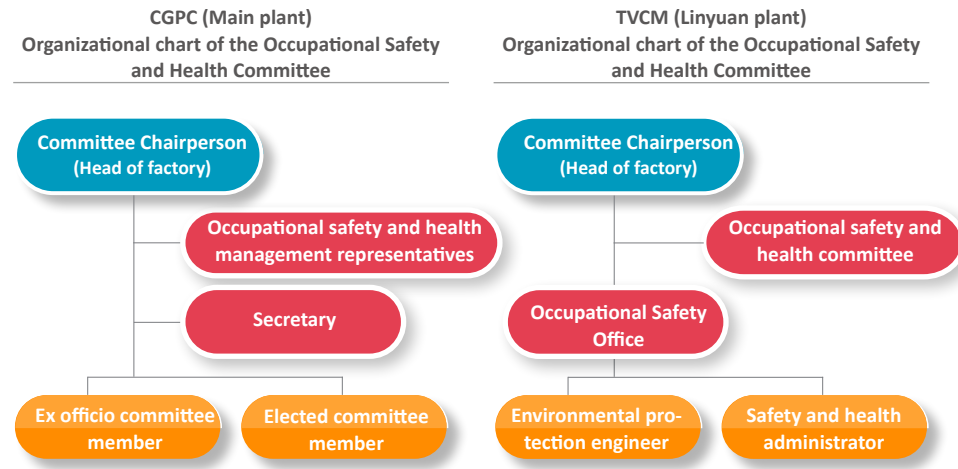 CGPC (Main plant)
Organizational chart of the Occupational Safety
and Health Committee
Committee Chairperson
(Head of factory)
Occupational safety and health
management representatives
Secretary
Ex officio committee
member
Elected committee
member
TVCM (Linyuan plant)
Organizational chart of the Occupational Safety
and Health Committee
Committee Chairperson
(Head of factory)
Occupational safety and
health committee
Occupational Safety
Office
Environmental pro-
tection engineer
Safety and health
administrator